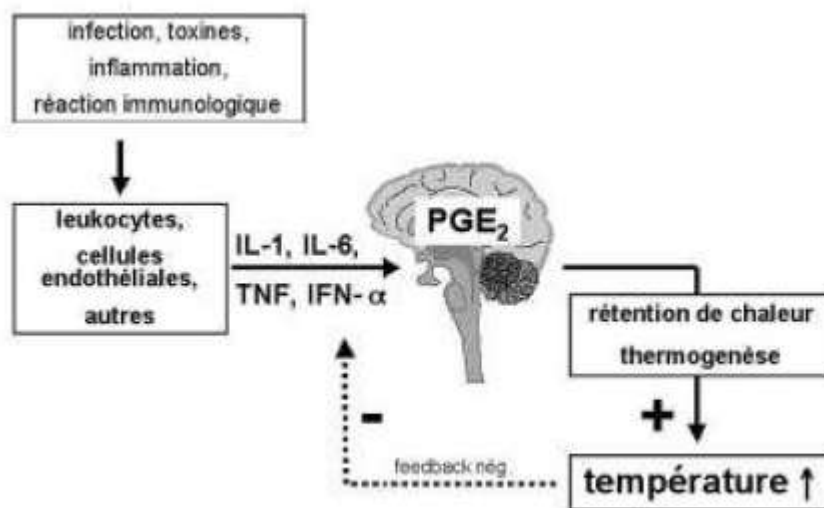 infection, toxines,
inflammation,
réaction immunologique
leukocytes,
cellules
endothéliales,
autres
IL-1, IL-6,
TNF, IFN- α
PGE₂
rétention de chaleur
thermogenèse
+
-
feedback nég
température ↑